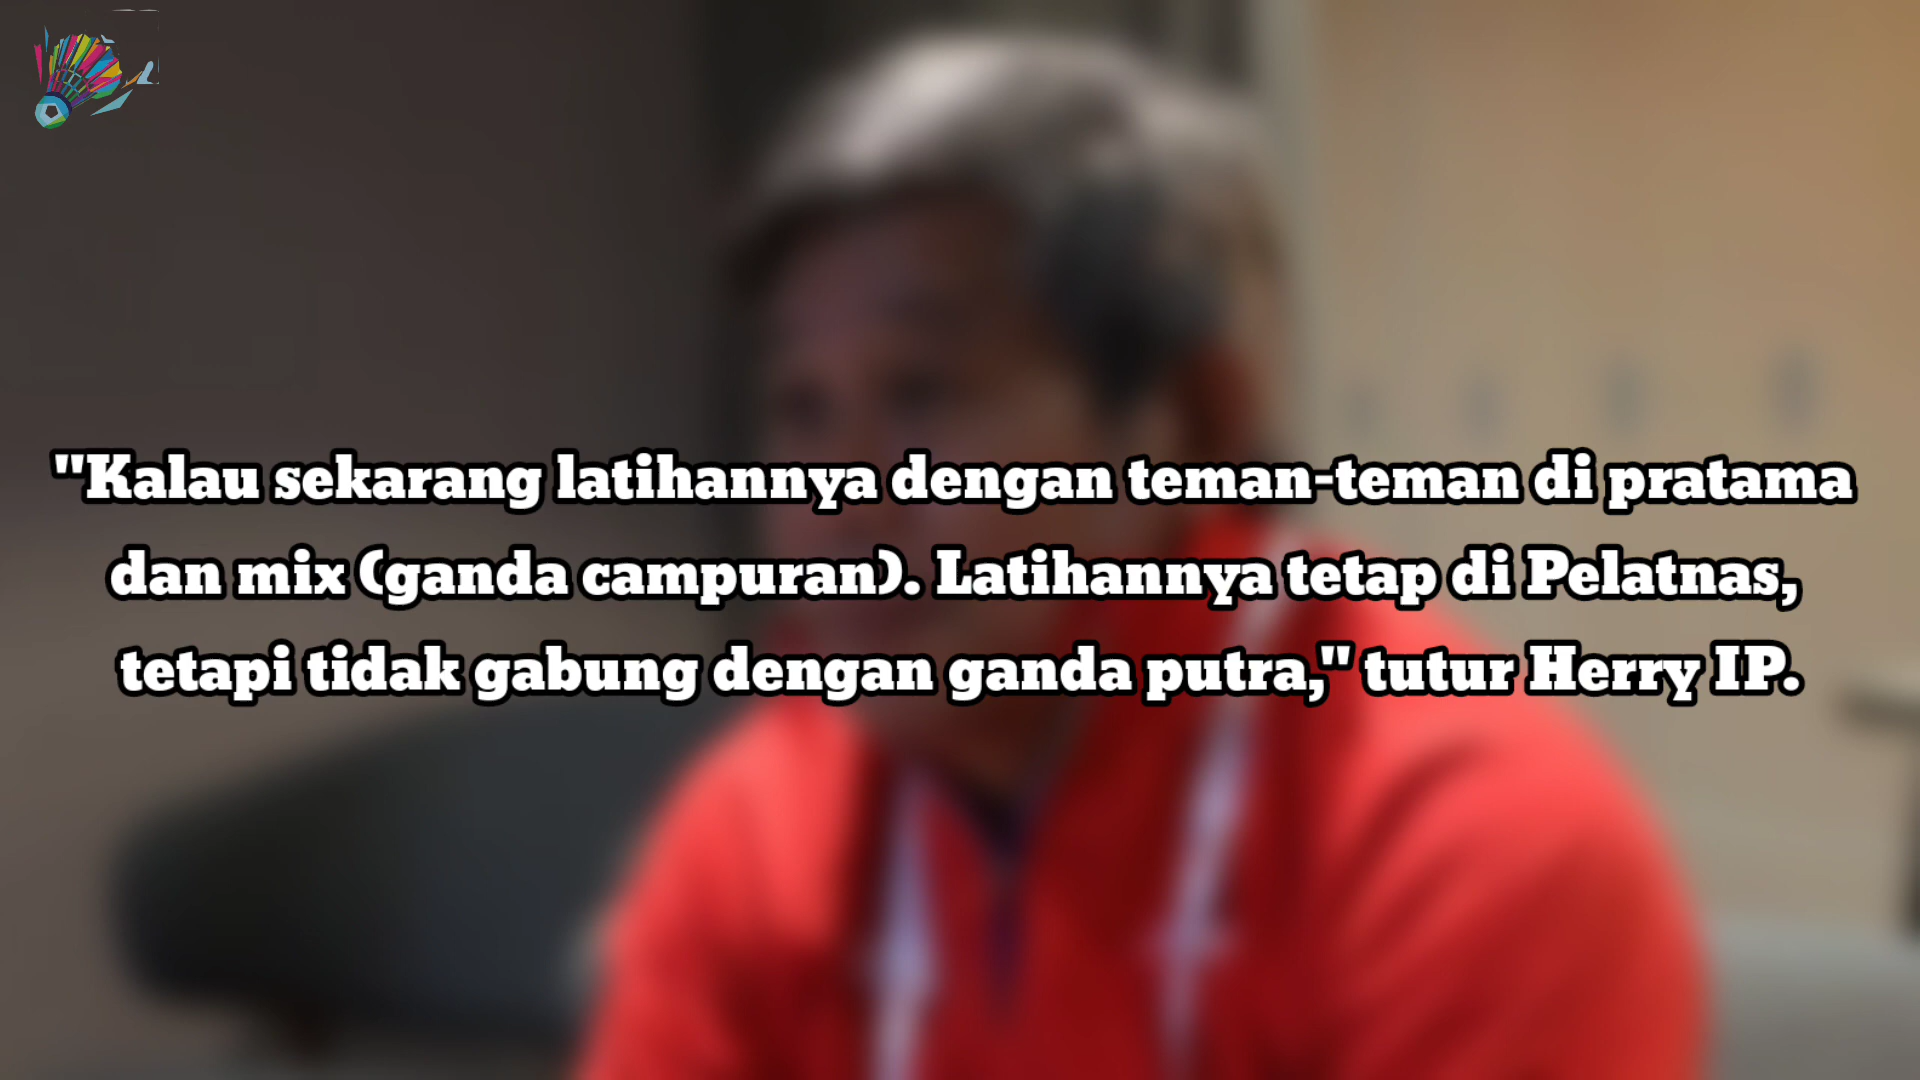 "Kalau sekarang latihannya dengan teman-teman di pratama
dan mix (ganda campuran). Latihannya tetap di Pelatnas,
tetapi tidak gabung dengan ganda putra," tutur Herry IP.